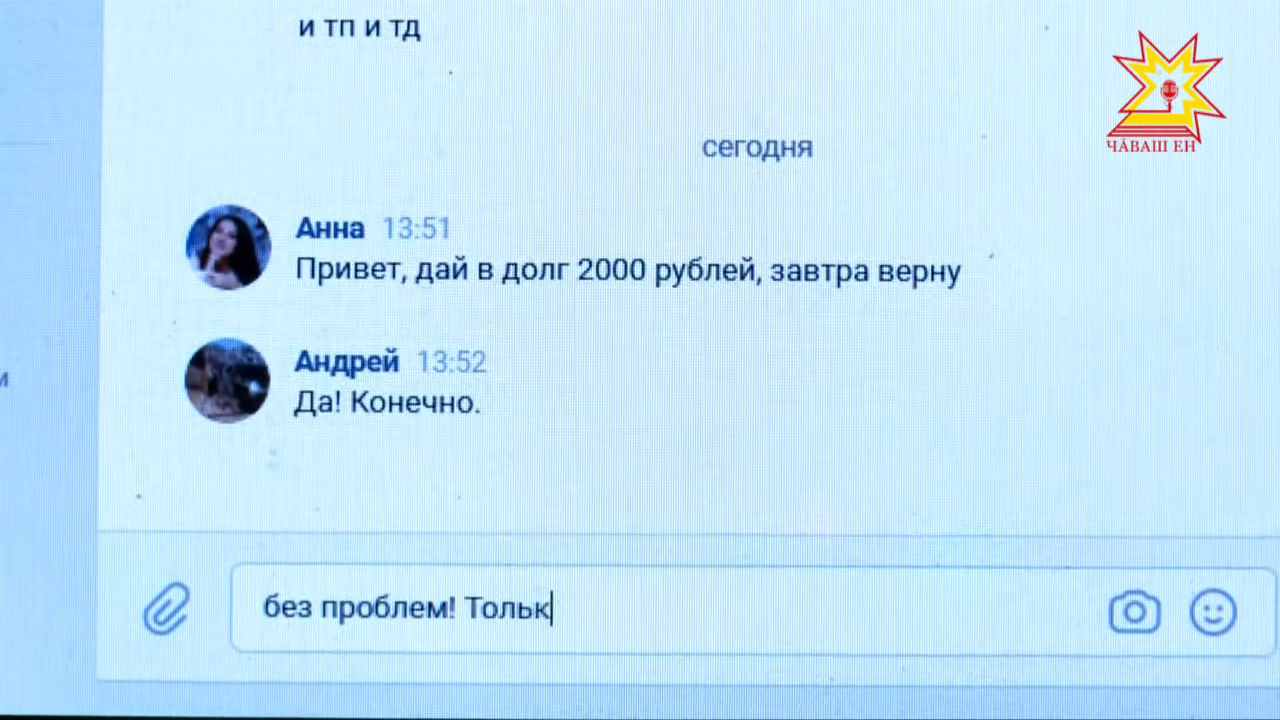 и тп и тд
ЧӐВАШ ЕН
сегодня
Анна 13:51
Привет, дай в долг 2000 рублей, завтра верну
Андрей 13:52
Да! Конечно.
и
без проблем! Тольк